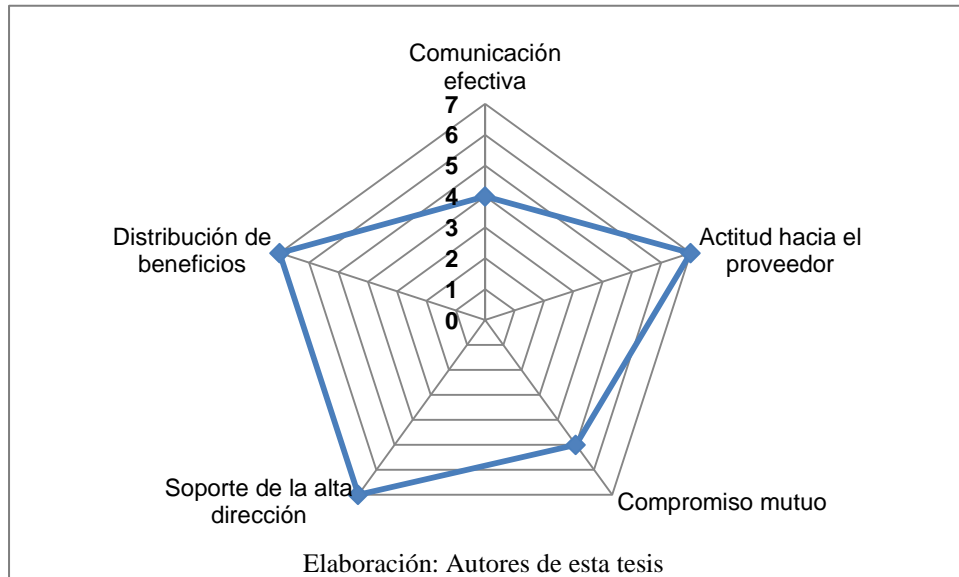 Comunicación
efectiva
7
6
5
4
3
2
1
0
Actitud hacia el
proveedor
Compromiso mutuo
Soporte de la alta
dirección
Distribución de
beneficios
Elaboración: Autores de esta tesis